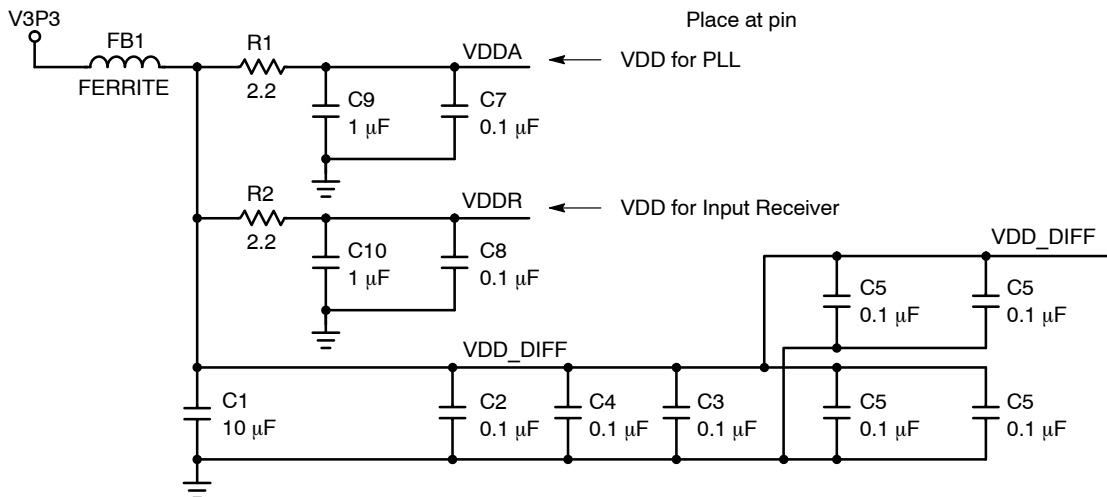 V3P3
FB1
FERRITE
R1
2.2
VDDA
Place at pin
VDD for PLL
C9
1 μF
C7
0.1 μF
R2
2.2
VDDR
VDD for Input Receiver
C10
1 μF
C8
0.1 μF
VDD_DIFF
C5
0.1 μF
C5
0.1 μF
VDD_DIFF
C1
10 μF
C2
0.1 μF
C4
0.1 μF
C3
0.1 μF
C5
0.1 μF
C5
0.1 μF